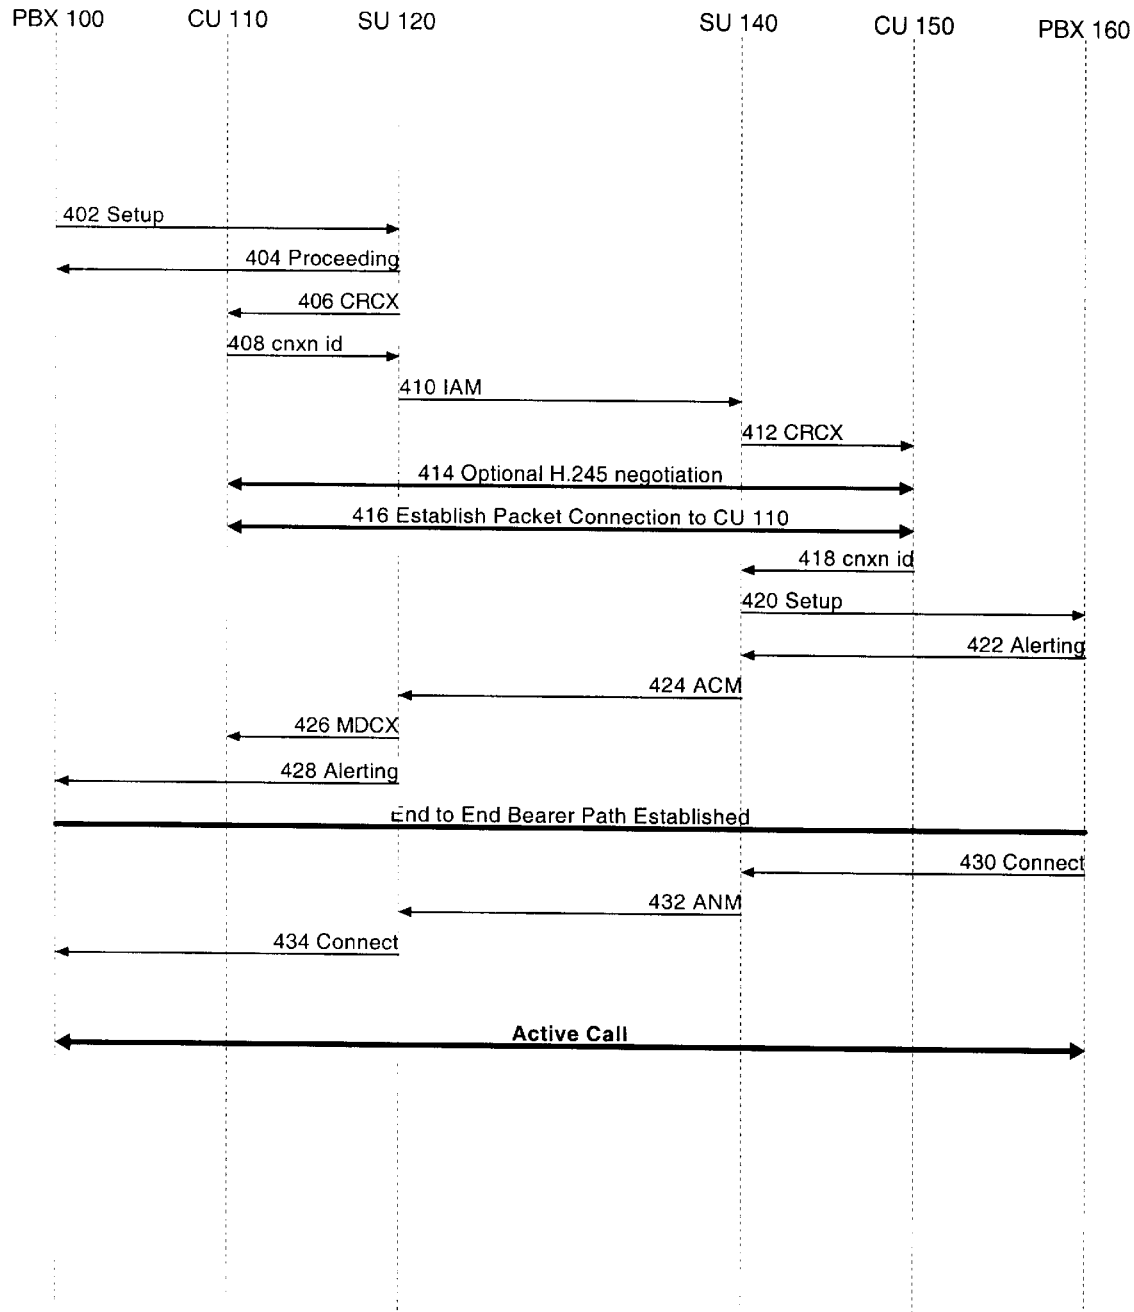 PBX 100 CU 110 SU 120 SU 140 CU 150 PBX 160
402 Setup
404 Proceeding
406 CRCX
408 cnxn id
410 IAM
412 CRCX
414 Optional H.245 negotiation
416 Establish Packet Connection to CU 110
418 cnxn id
420 Setup
422 Alerting
424 ACM
426 MDCX
428 Alerting
End to End Bearer Path Established
430 Connect
432 ANM
434 Connect
Active Call